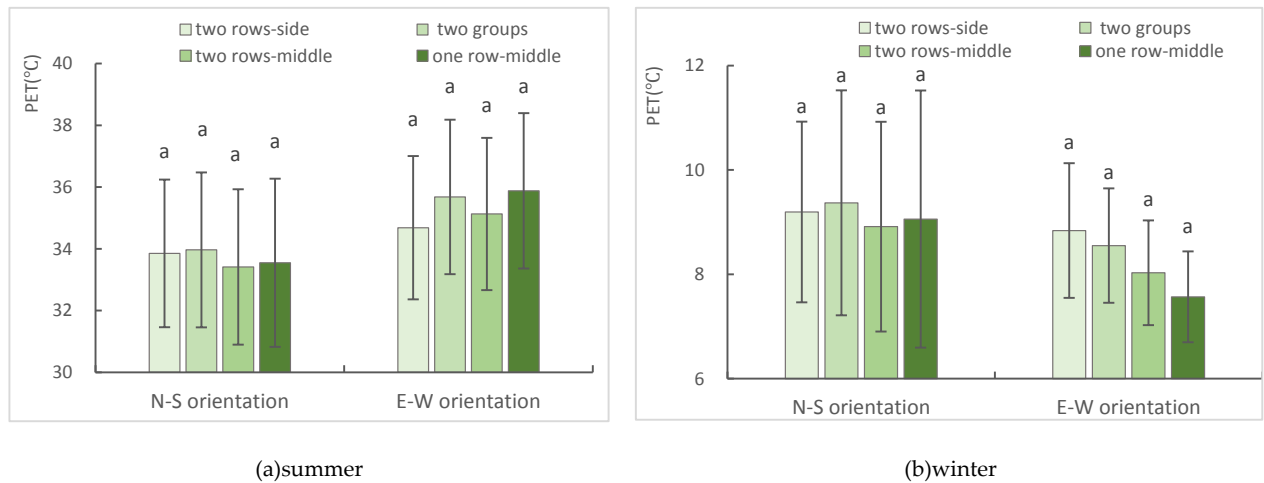 two rows-side two groups
two rows-middle one row-middle
PET(°C)
40
38
36
34
32
30
a a a a a a a a
N-S orientation E-W orientation
(a)summer
two rows-side two groups
two rows-middle one row-middle
PET(°C)
12
10
8
6
a a a a a a a a
N-S orientation E-W orientation
(b)winter